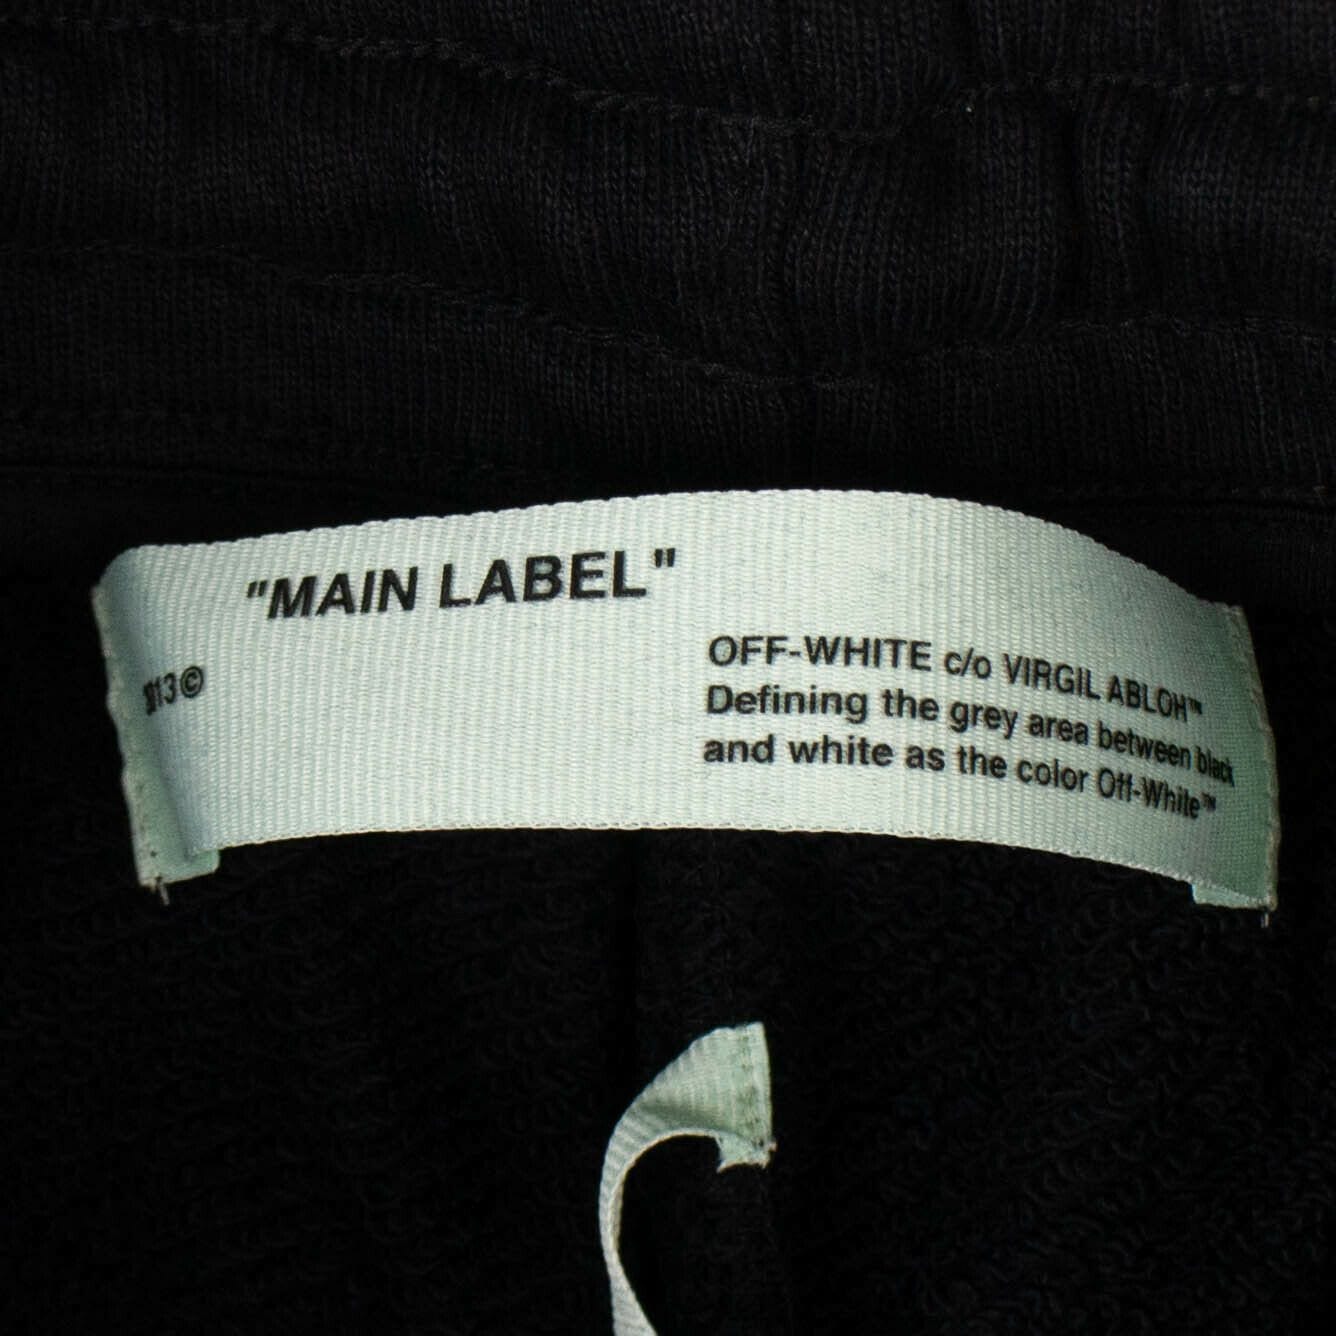 "MAIN LABEL"
OFF-WHITE c/o VIRGIL ABLOH™
Defining the grey area between black
and white as the color Off-White™